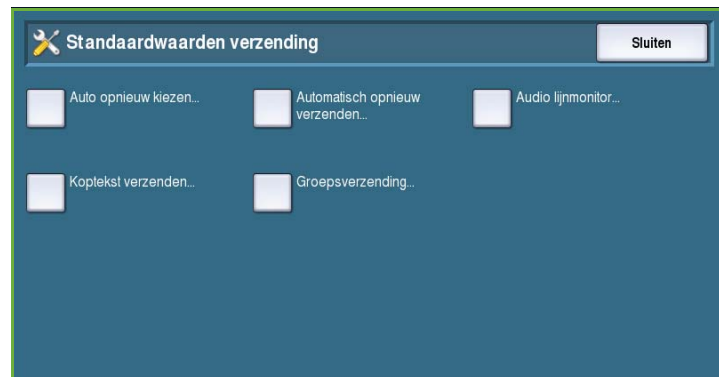 Standaardwaarden verzending
Sluiten
Auto opnieuw kiezen...
Automatisch opnieuw
verzenden...
Audio lijnmonitor...
Koptekst verzenden...
Groepsverzending...